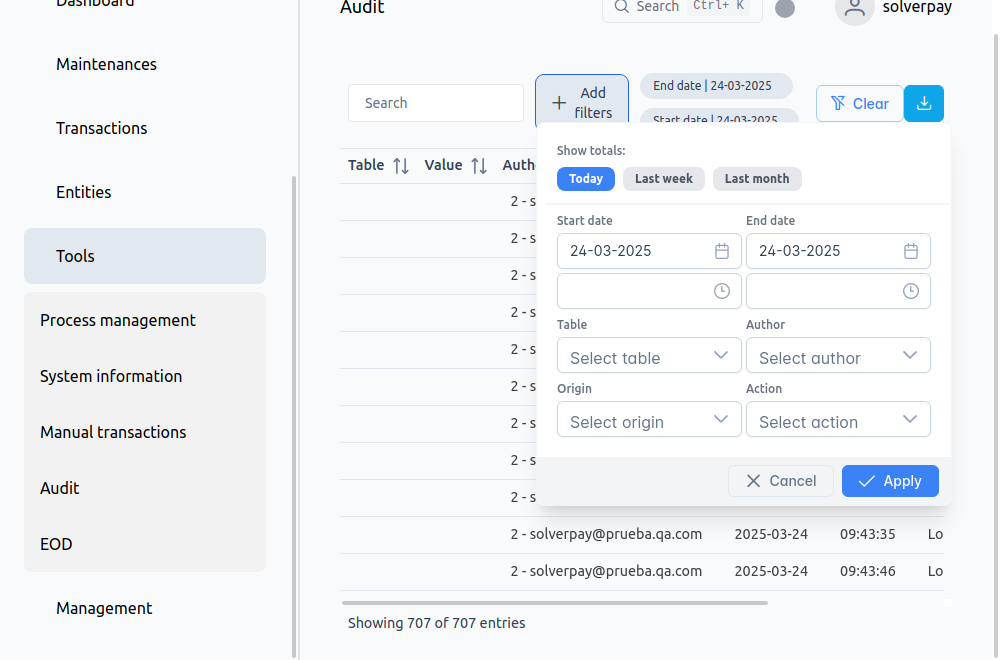 Dashboard
Audit
Search Ctrl+ K
solverpay
Maintenances
Transactions
Entities
Tools
Process management
System information
Manual transactions
Audit
EOD
Management
Search
Add
filters
End date | 24-03-2025
Start date | 24-03-2025
Clear
Table Value Autho
2 - s
2 - s
2 - s
2 - s
2 - s
2 - s
2 - s
2 - s
2 - s
Show totals:
Today Last week Last month
Start date End date
24-03-2025 24-03-2025
Table Author
Select table Select author
Origin Action
Select origin Select action
Cancel Apply
2 - solverpay@prueba.qa.com 2025-03-24 09:43:35 Lo
2 - solverpay@prueba.qa.com 2025-03-24 09:43:46 Lo
Showing 707 of 707 entries